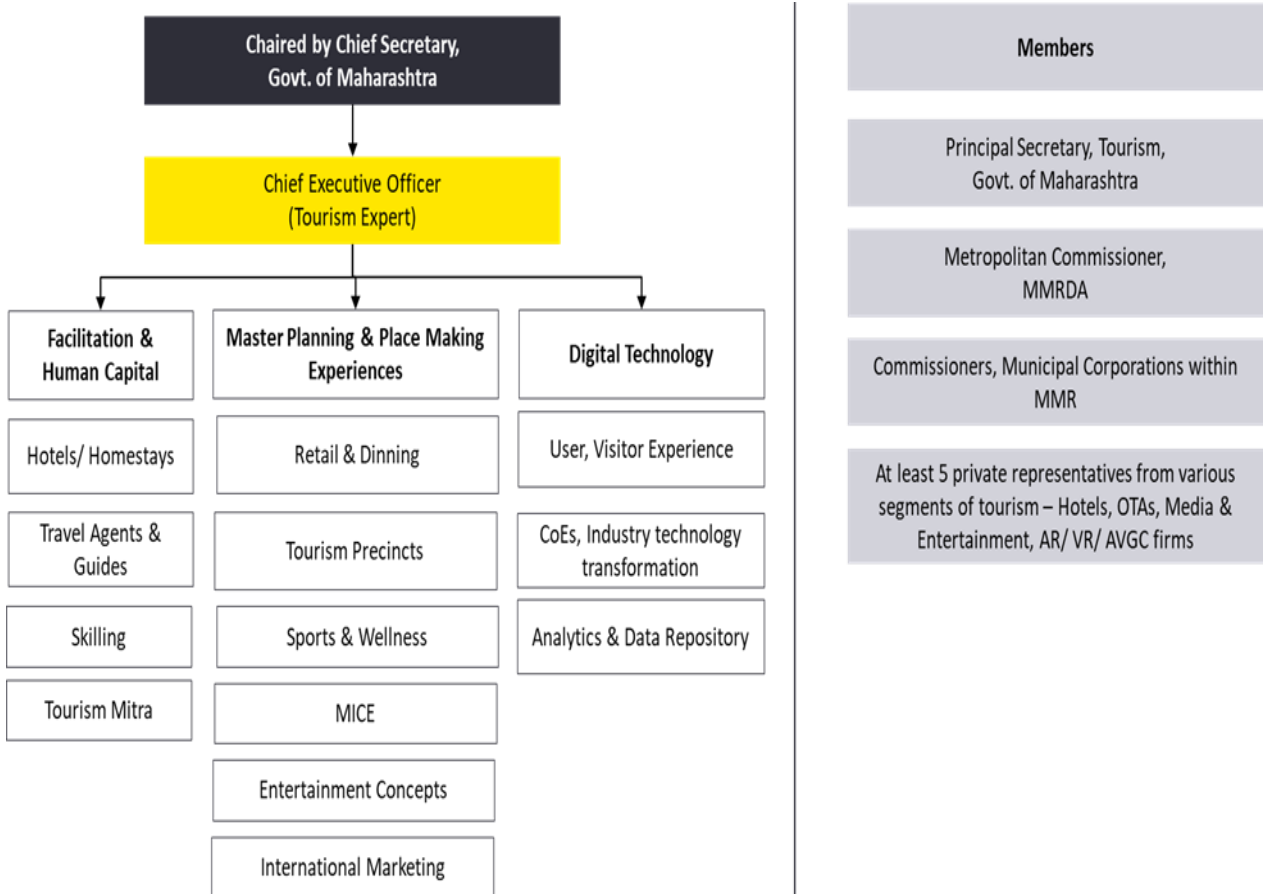 Chaired by Chief Secretary,
Govt. of Maharashtra
Chief Executive Officer
(Tourism Expert)
Facilitation &
Human Capital
Hotels/ Homestays
Travel Agents &
Guides
Skilling
Tourism Mitra
Master Planning & Place Making
Experiences
Retail & Dinning
Tourism Precincts
Sports & Wellness
MICE
Entertainment Concepts
International Marketing
Digital Technology
User, Visitor Experience
CoEs, Industry technology
transformation
Analytics & Data Repository
Members
Principal Secretary, Tourism,
Govt. of Maharashtra
Metropolitan Commissioner,
MMRDA
Commissioners, Municipal Corporations within
MMR
At least 5 private representatives from various
segments of tourism – Hotels, OTAs, Media &
Entertainment, AR/ VR/ AVGC firms